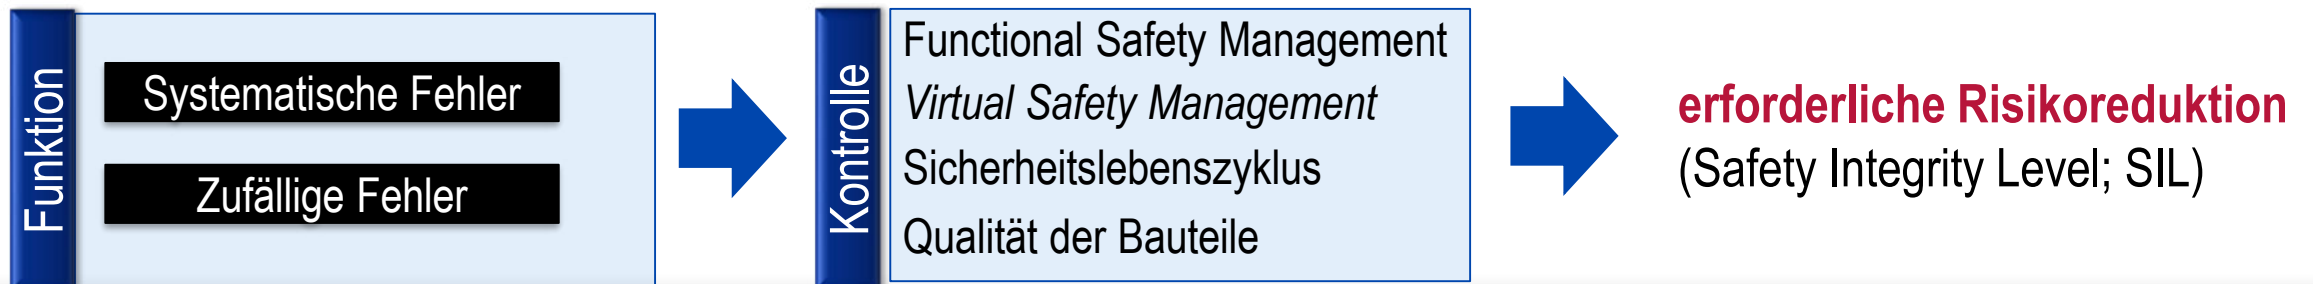 Funktion
Systematische Fehler
Zufällige Fehler
Kontrolle
Functional Safety Management
Virtual Safety Management
Sicherheitslebenszyklus
Qualität der Bauteile
erforderliche Risikoreduktion
(Safety Integrity Level; SIL)